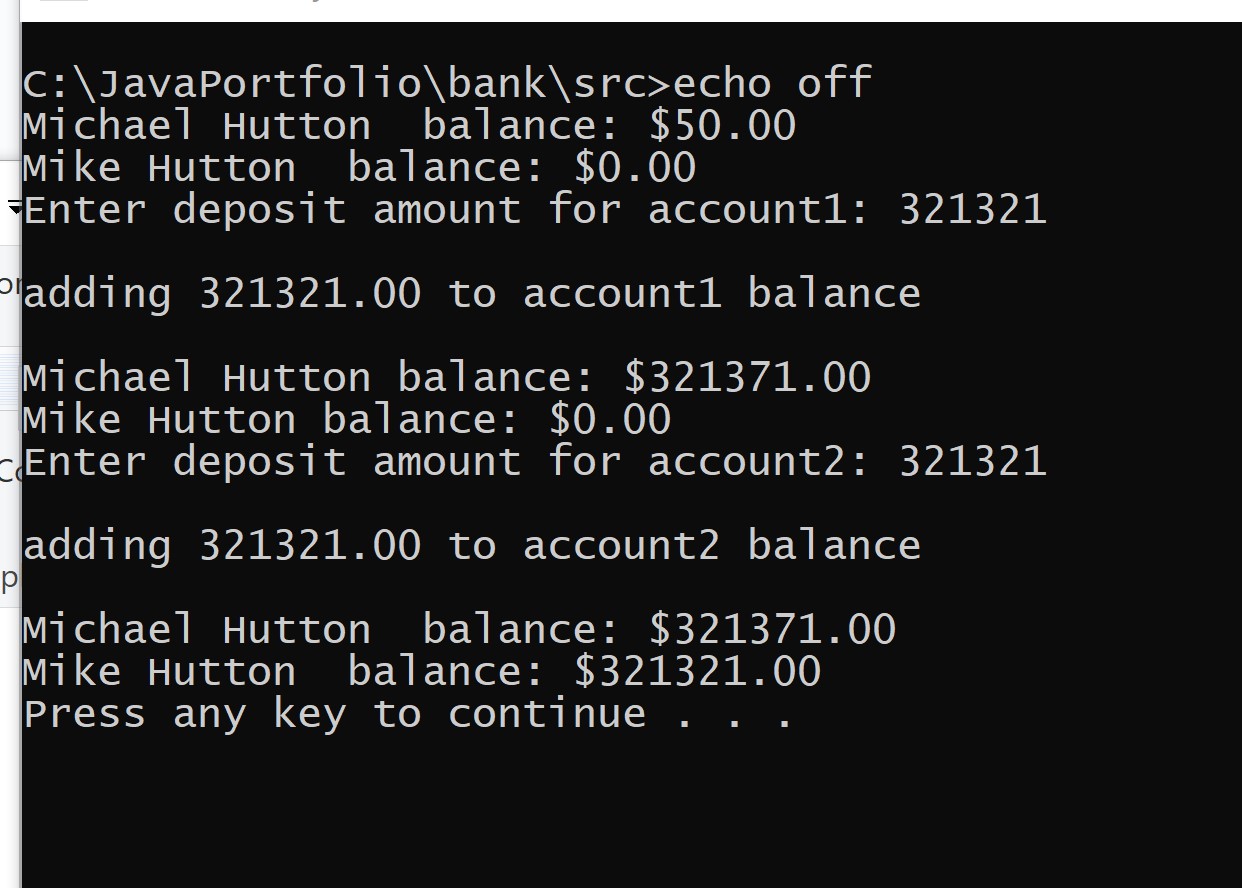 C:\JavaPortfolio\bank\src>echo off
Michael Hutton  balance: $50.00
Mike Hutton  balance: $0.00
Enter deposit amount for account1: 321321
adding 321321.00 to account1 balance
Michael Hutton balance: $321371.00
Mike Hutton balance: $0.00
Enter deposit amount for account2: 321321
adding 321321.00 to account2 balance
Michael Hutton  balance: $321371.00
Mike Hutton  balance: $321321.00
Press any key to continue . . .